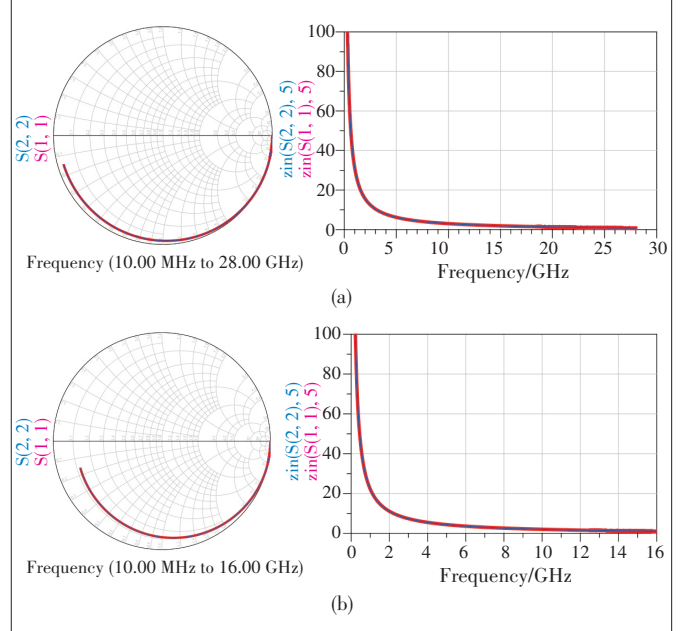 S(2, 2)
S(1, 1)
Frequency (10.00 MHz to 28.00 GHz)
zin(S(2, 2), 5)
zin(S(1, 1), 5)
100
80
60
40
20
0
0 5 10 15 20 25 30
Frequency/GHz
(a)
S(2, 2)
S(1, 1)
Frequency (10.00 MHz to 16.00 GHz)
zin(S(2, 2), 5)
zin(S(1, 1), 5)
100
80
60
40
20
0
0 2 4 6 8 10 12 14 16
Frequency/GHz
(b)